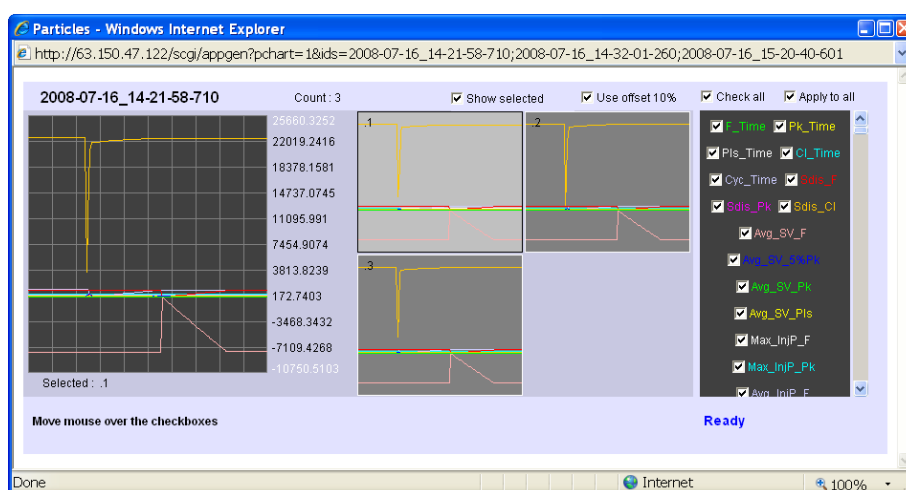 Particles - Windows Internet Explorer
http://63.150.47.122/scgi/appgen?pchart=1&ids=2008-07-16_14-21-58-710;2008-07-16_14-32-01-260;2008-07-16_15-20-40-601
2008-07-16_14-21-58-710 Count : 3 Show selected Use offset 10% Check all Apply to all
25660.3252
22019.2416
18378.1581
14737.0745
11095.991
7454.9074
3813.8239
172.7403
-3468.3432
-7109.4268
-10750.5103
Selected : .1
.1
.2
.3
F_Time Pk_Time
Pls_Time Cl_Time
Cyc_Time Sdis_F
Sdis_Pk Sdis_Cl
Avg_SV_F
Avg_SV_5%Pk
Avg_SV_Pk
Avg_SV_Pls
Max_InjP_F
Max_InjP_Pk
Avg_InjP_F
Move mouse over the checkboxes Ready
Done Internet 100%